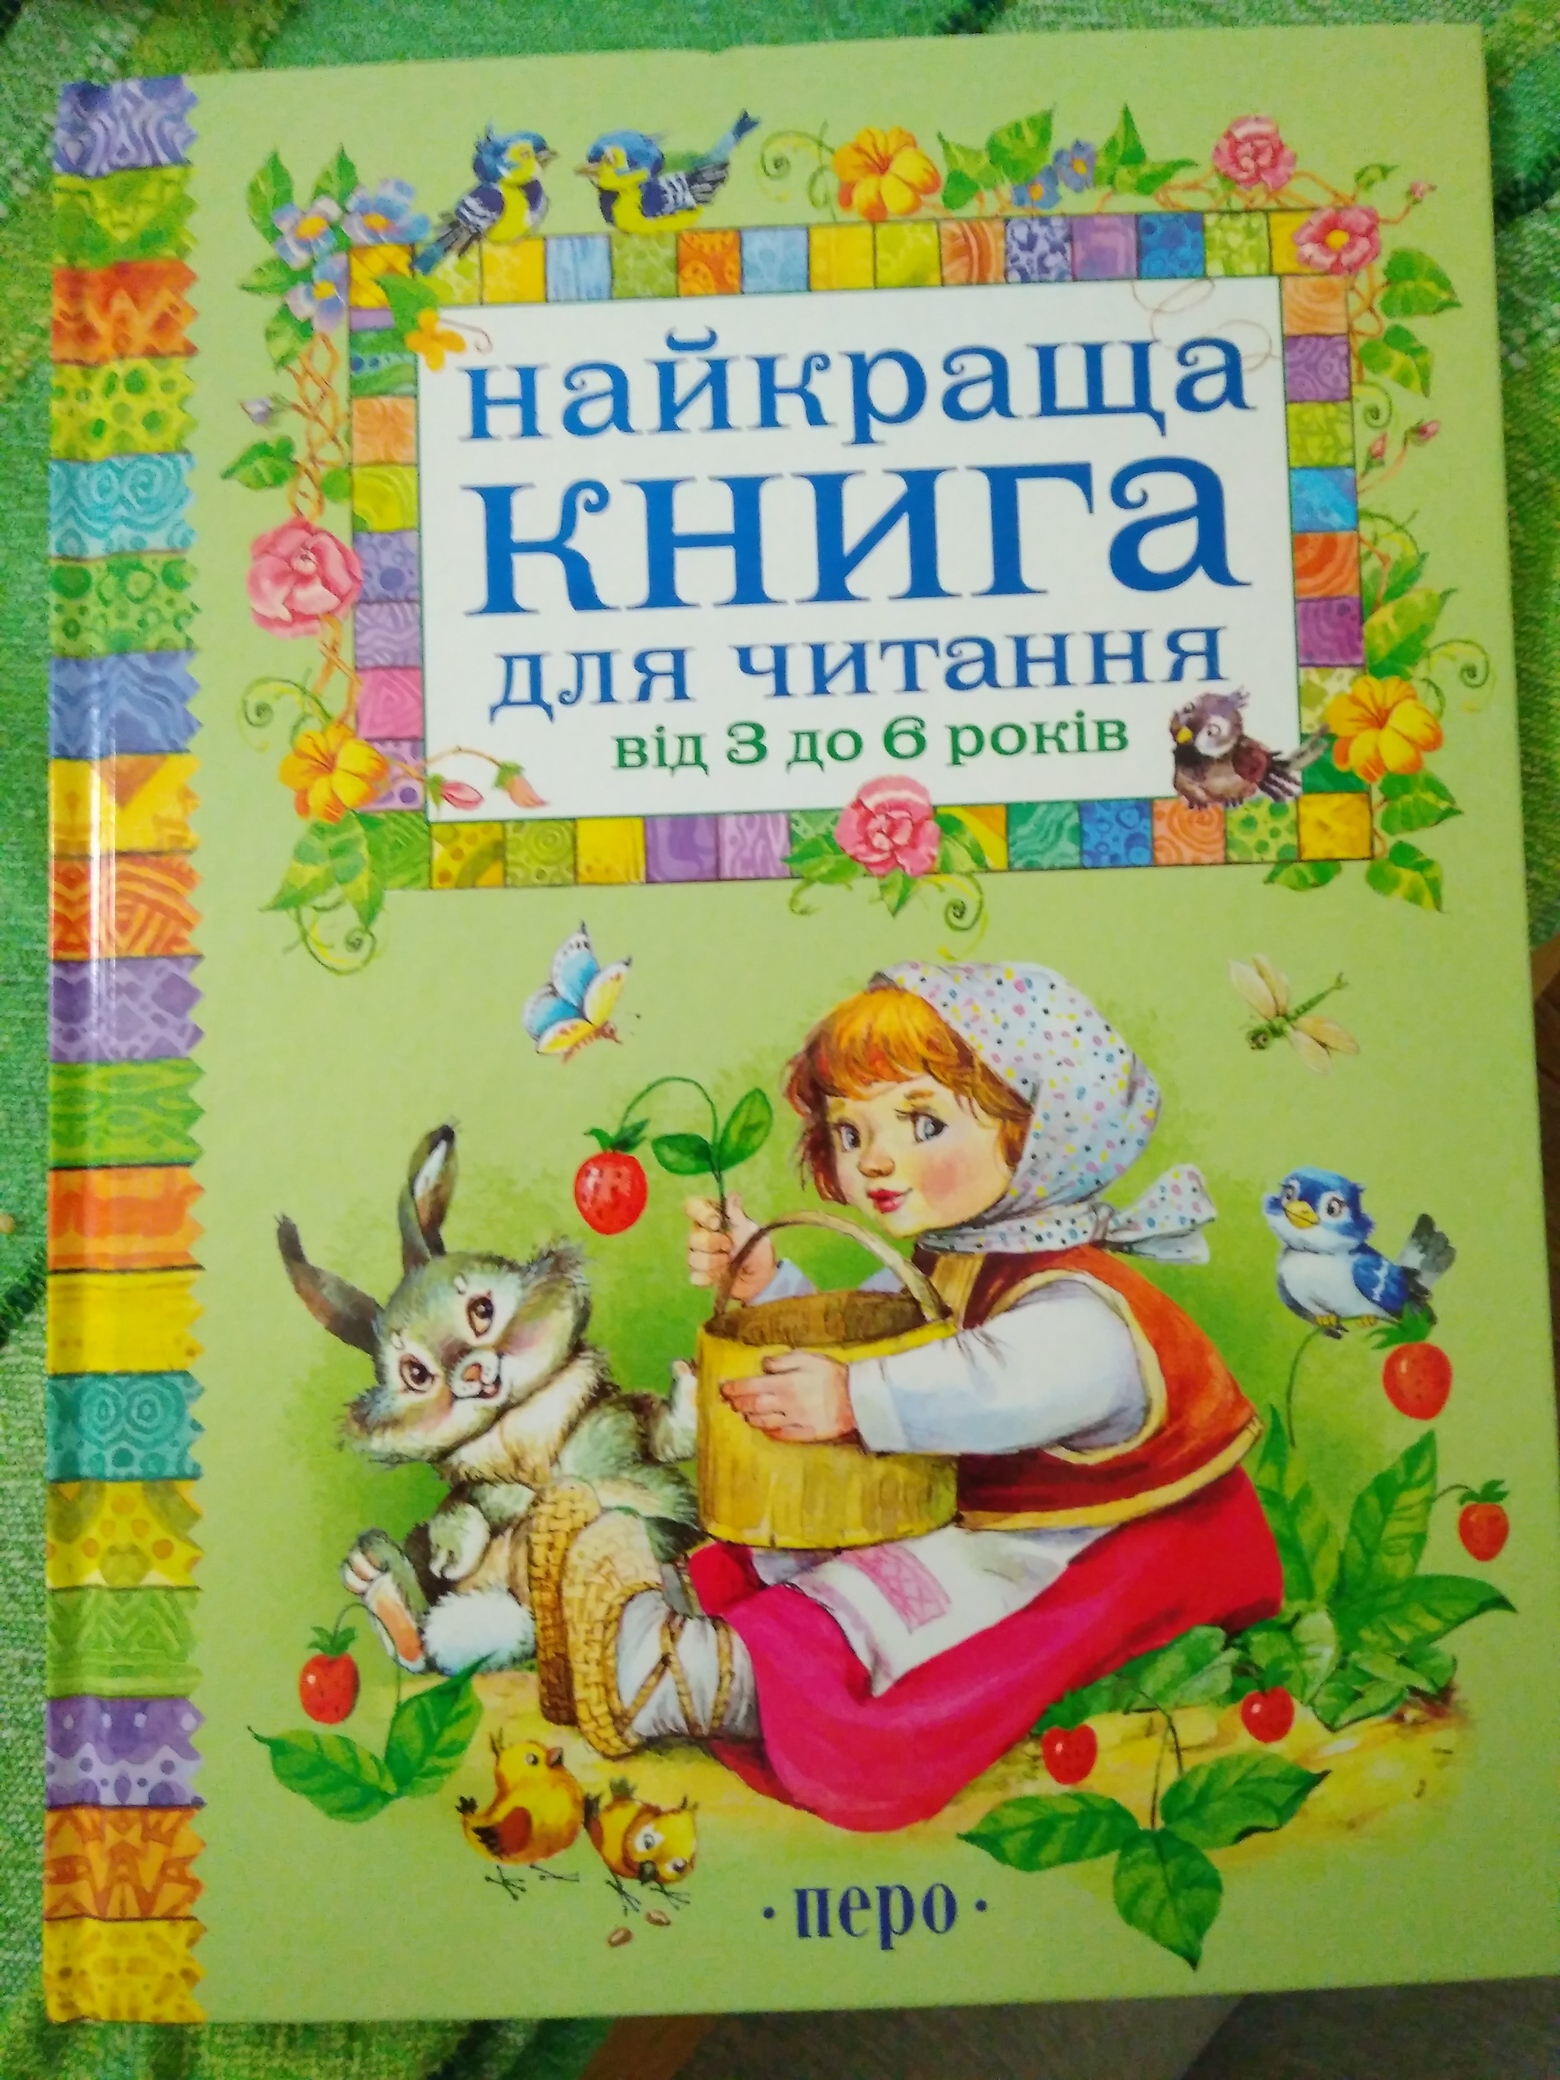 найкраща
книга
для читання
від 3 до 6 років
·перо·